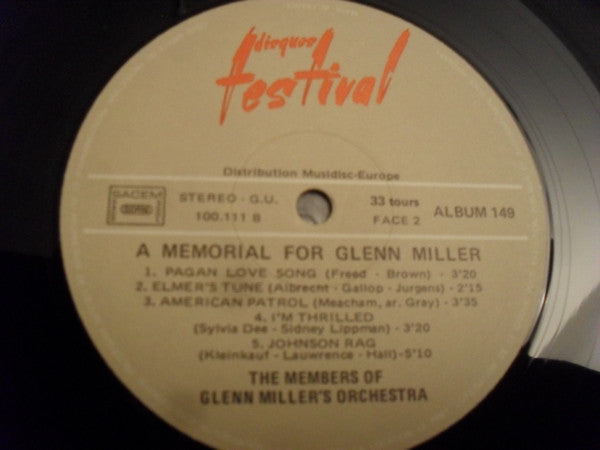 disques
festival
Distribution Musidisc-Europe
SACEM
STEREO - G.U.
100.111 B
33 tours
FACE 2
ALBUM 149
A MEMORIAL FOR GLENN MILLER
1. PAGAN LOVE SONG (Freed - Brown) - 3'20
2. ELMER'S TUNE (Albrecht - Gallop - Jurgens) - 2'15
3. AMERICAN PATROL (Meacham, ar. Gray) - 3'35
4. I'M THRILLED
(Sylvia Dee - Sidney Lippman) - 3'20
5. JOHNSON RAG
(Kleinkauf - Lauwrence - Hall)-5'10
THE MEMBERS OF
GLENN MILLER'S ORCHESTRA